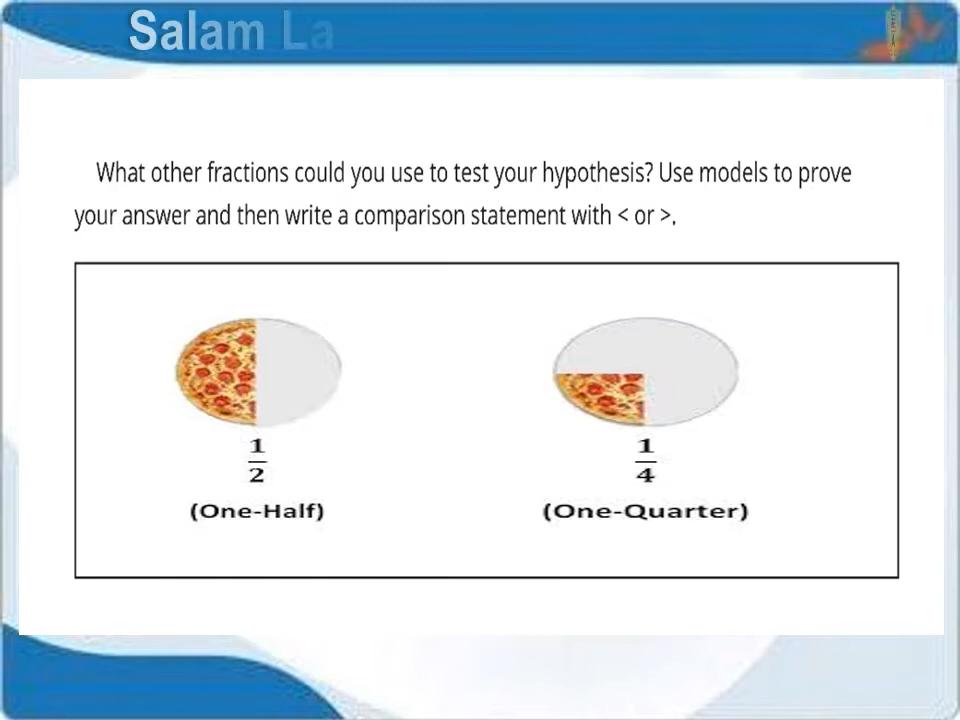 Salam La
What other fractions could you use to test your hypothesis? Use models to prove
your answer and then write a comparison statement with < or >.
1
2
(One-Half)
1
4
(One-Quarter)